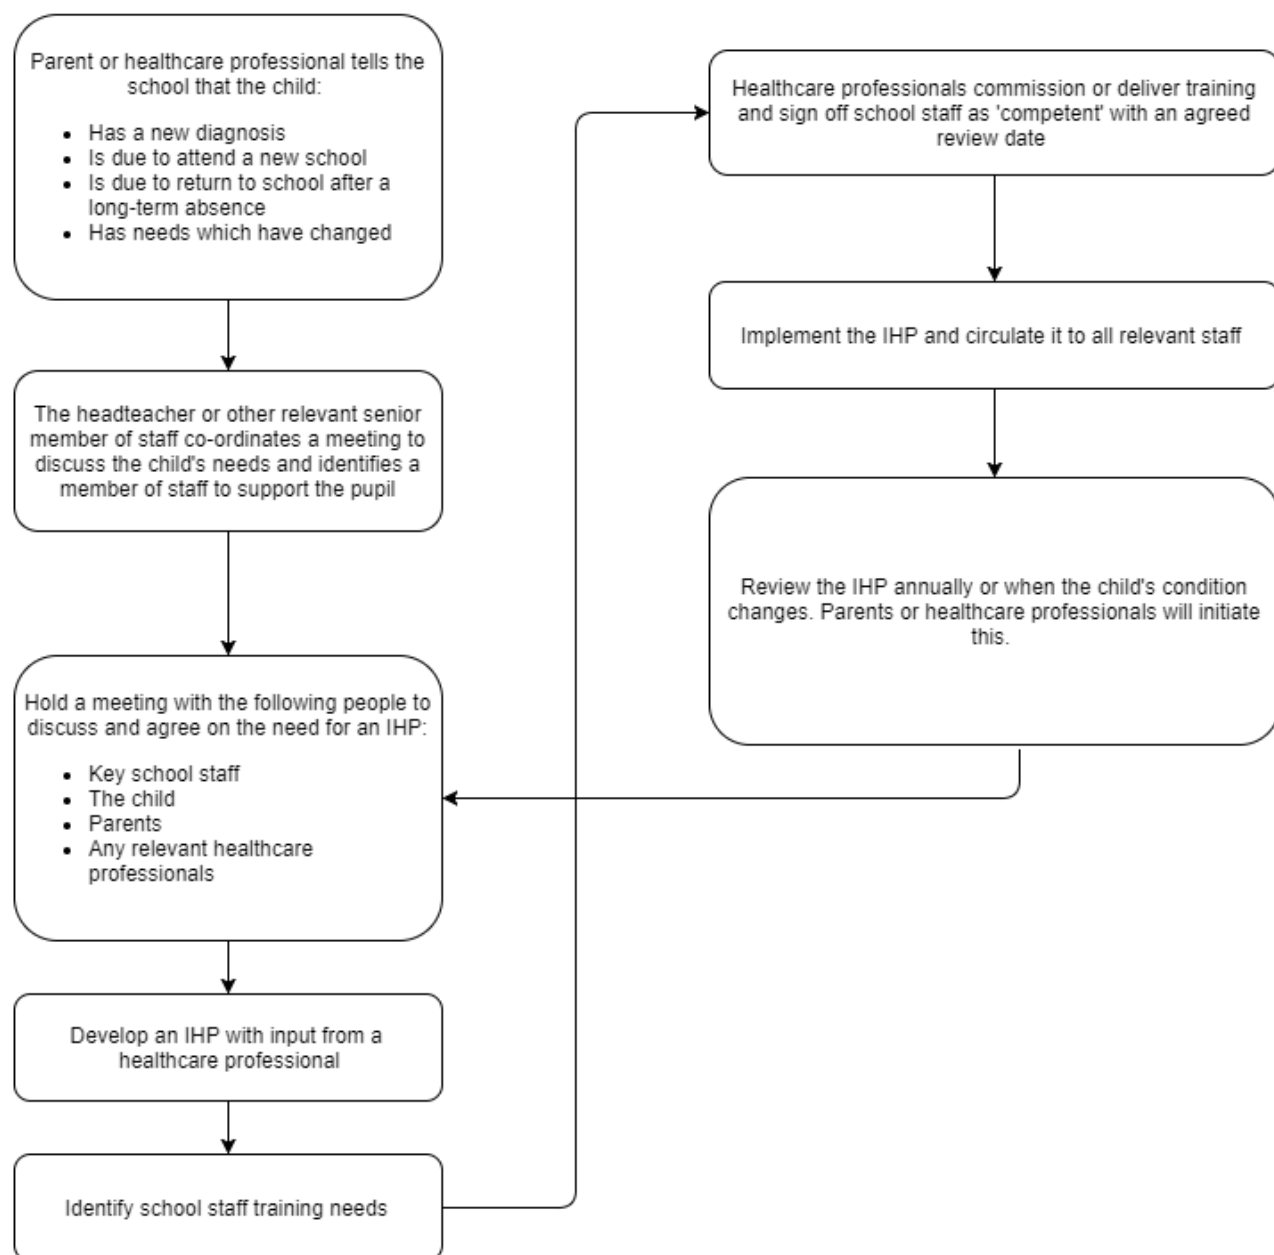 Parent or healthcare professional tells the
school that the child:
• Has a new diagnosis
• Is due to attend a new school
• Is due to return to school after a
long-term absence
• Has needs which have changed
The headteacher or other relevant senior
member of staff co-ordinates a meeting to
discuss the child's needs and identifies a
member of staff to support the pupil
Hold a meeting with the following people to
discuss and agree on the need for an IHP:
• Key school staff
• The child
• Parents
• Any relevant healthcare
professionals
Develop an IHP with input from a
healthcare professional
Identify school staff training needs
Healthcare professionals commission or deliver training
and sign off school staff as 'competent' with an agreed
review date
Implement the IHP and circulate it to all relevant staff
Review the IHP annually or when the child's condition
changes. Parents or healthcare professionals will initiate
this.